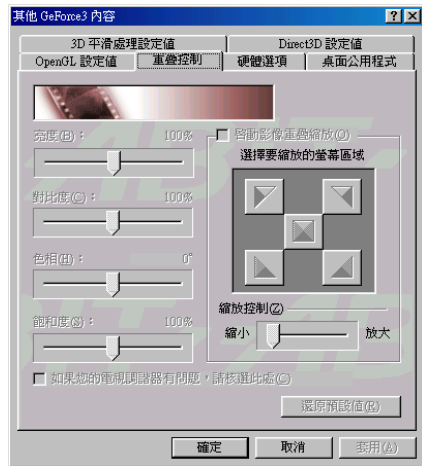 其他 GeForce3 內容
3D 平滑處理設定值
Direct3D 設定值
OpenGL 設定值
重疊控制
硬體選項
桌面公用程式
亮度(B)： 100%
對比度(C)： 100%
色相(H)： 0°
飽和度(S)： 100%
啓動影像重疊縮放(O)
選擇要縮放的螢幕區域
縮放控制(Z)
縮小
放大
如果您的電視調諧器有問題，請核選此處(C)
還原預設值(R)
確定
取消
套用(A)